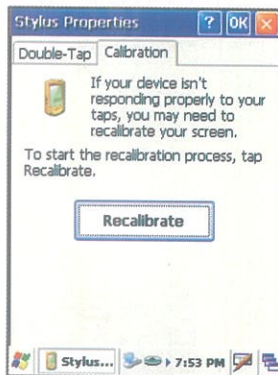 Stylus Properties ? OK ×
Double-Tap Calibration
If your device isn't
responding properly to your
taps, you may need to
recalibrate your screen.
To start the recalibration process, tap
Recalibrate.
Recalibrate
Stylus... 7:53 PM